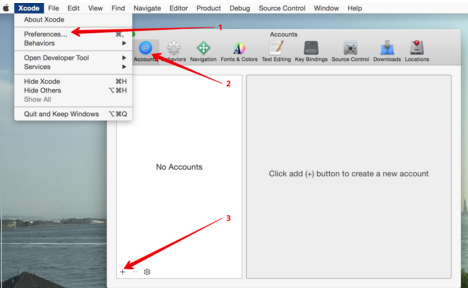 Xcode File Edit View Find Navigate Editor Product Debug Source Control Window Help
About Xcode
Preferences... ⌘,
Behaviors
Open Developer Tool
Services
Hide Xcode ⌘H
Hide Others ⌥⌘H
Show All
Quit and Keep Windows ⌥⌘Q
1
Accounts
Accounts Behaviors Navigation Fonts & Colors Text Editing Key Bindings Source Control Downloads Locations
2
No Accounts
Click add (+) button to create a new account
3